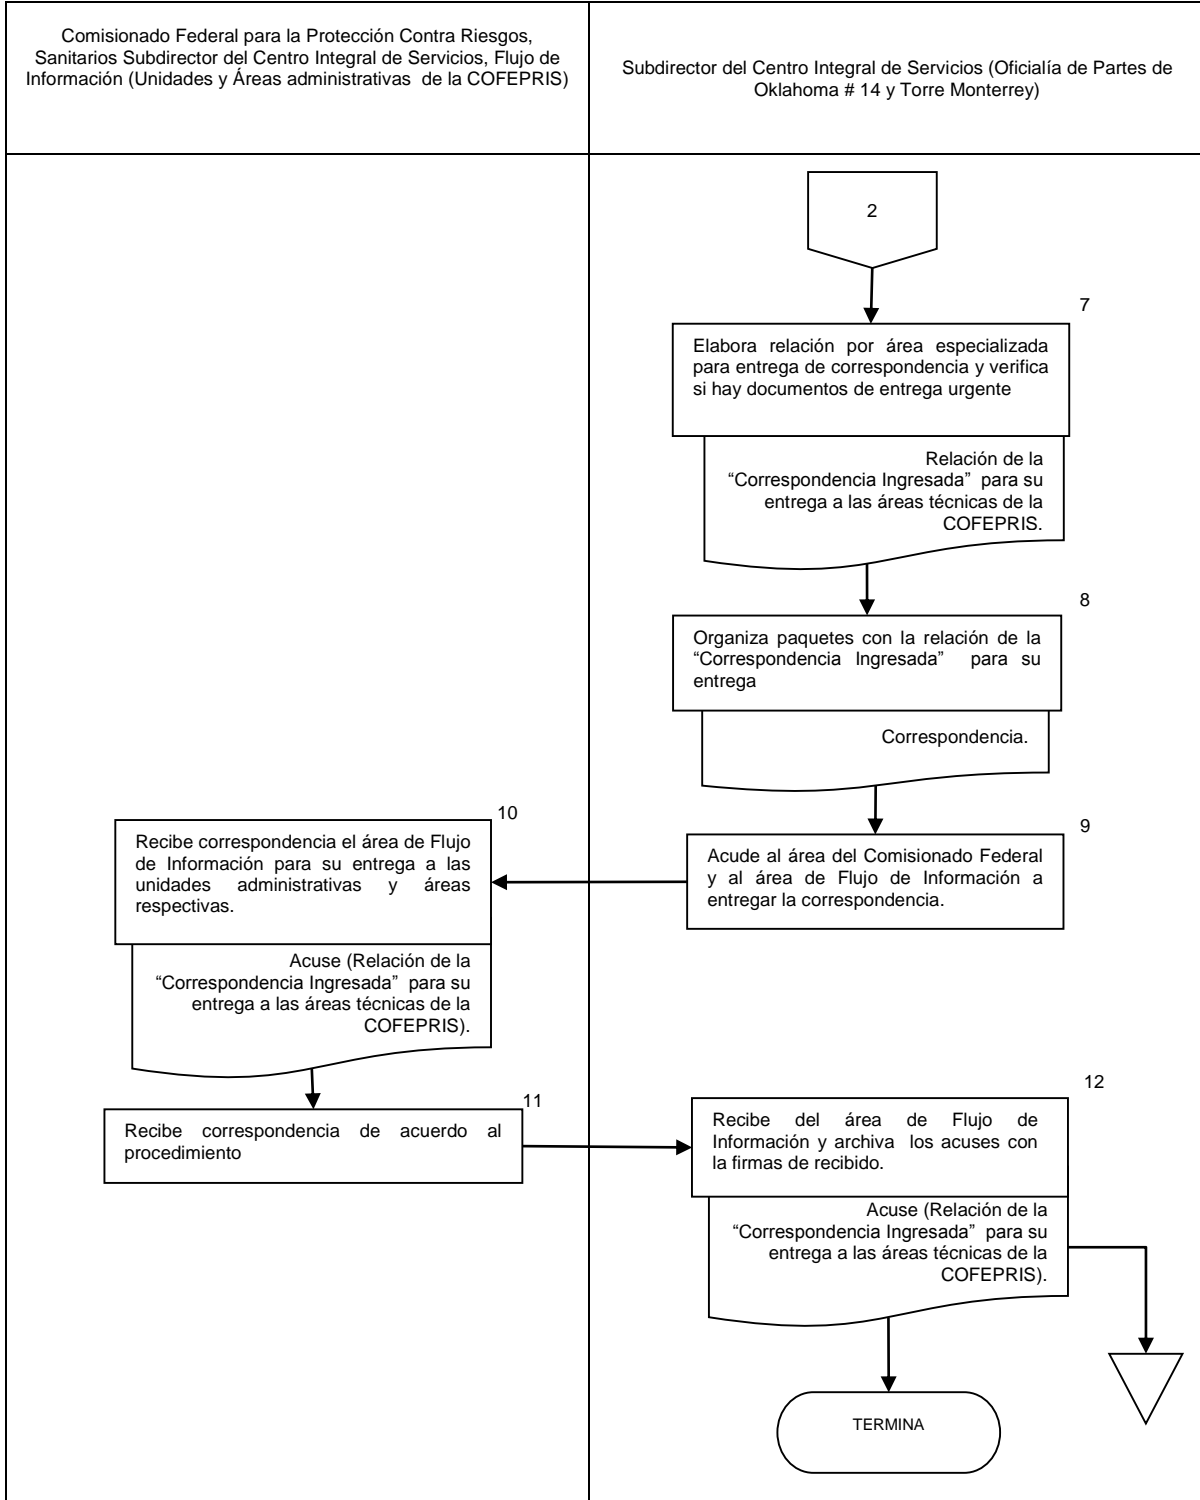 Comisionado Federal para la Protección Contra Riesgos,
Sanitarios Subdirector del Centro Integral de Servicios, Flujo de
Información (Unidades y Áreas administrativas de la COFEPRIS)
Subdirector del Centro Integral de Servicios (Oficialía de Partes de
Oklahoma # 14 y Torre Monterrey)
2
7
Elabora relación por área especializada
para entrega de correspondencia y verifica
si hay documentos de entrega urgente
Relación de la
“Correspondencia Ingresada” para su
entrega a las áreas técnicas de la
COFEPRIS.
8
Organiza paquetes con la relación de la
“Correspondencia Ingresada” para su
entrega
Correspondencia.
9
Acude al área del Comisionado Federal
y al área de Flujo de Información a
entregar la correspondencia.
10
Recibe correspondencia el área de Flujo
de Información para su entrega a las
unidades administrativas y áreas
respectivas.
Acuse (Relación de la
“Correspondencia Ingresada” para su
entrega a las áreas técnicas de la
COFEPRIS).
11
Recibe correspondencia de acuerdo al
procedimiento
12
Recibe del área de Flujo de
Información y archiva los acuses con
la firmas de recibido.
Acuse (Relación de la
“Correspondencia Ingresada” para su
entrega a las áreas técnicas de la
COFEPRIS).
TERMINA